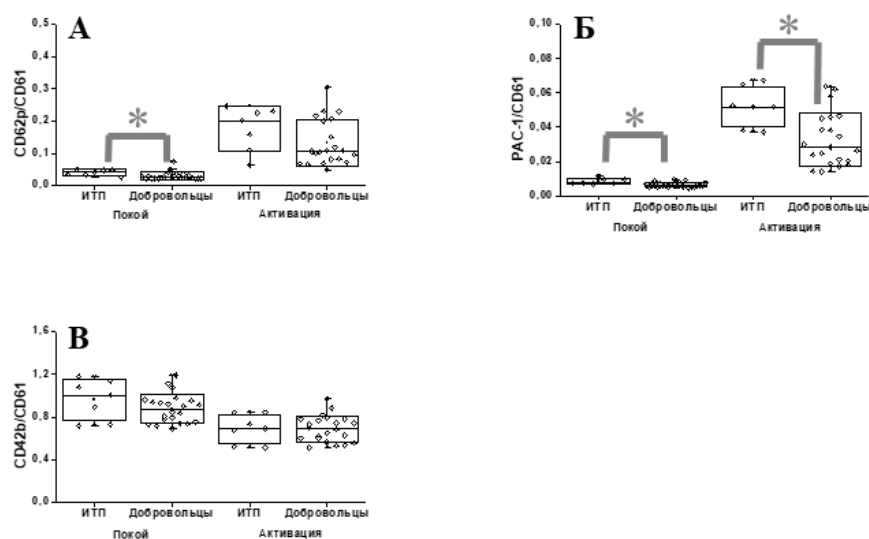 А
CD62p/CD61
0,5
0,4
0,3
0,2
0,1
0,0
*
ИТП Добровольцы ИТП Добровольцы
Покой Активация
Б
PAC-1/CD61
0,10
0,08
0,06
0,04
0,02
0,00
*
*
ИТП Добровольцы ИТП Добровольцы
Покой Активация
В
CD42b/CD61
1,6
1,2
0,8
0,4
0,0
ИТП Добровольцы ИТП Добровольцы
Покой Активация